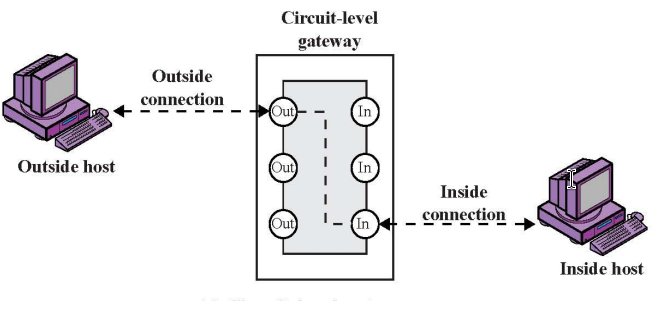 Circuit-level
gateway
Outside
connection
Out
In
Outside host
Out
In
Inside
connection
Out
In
Inside host